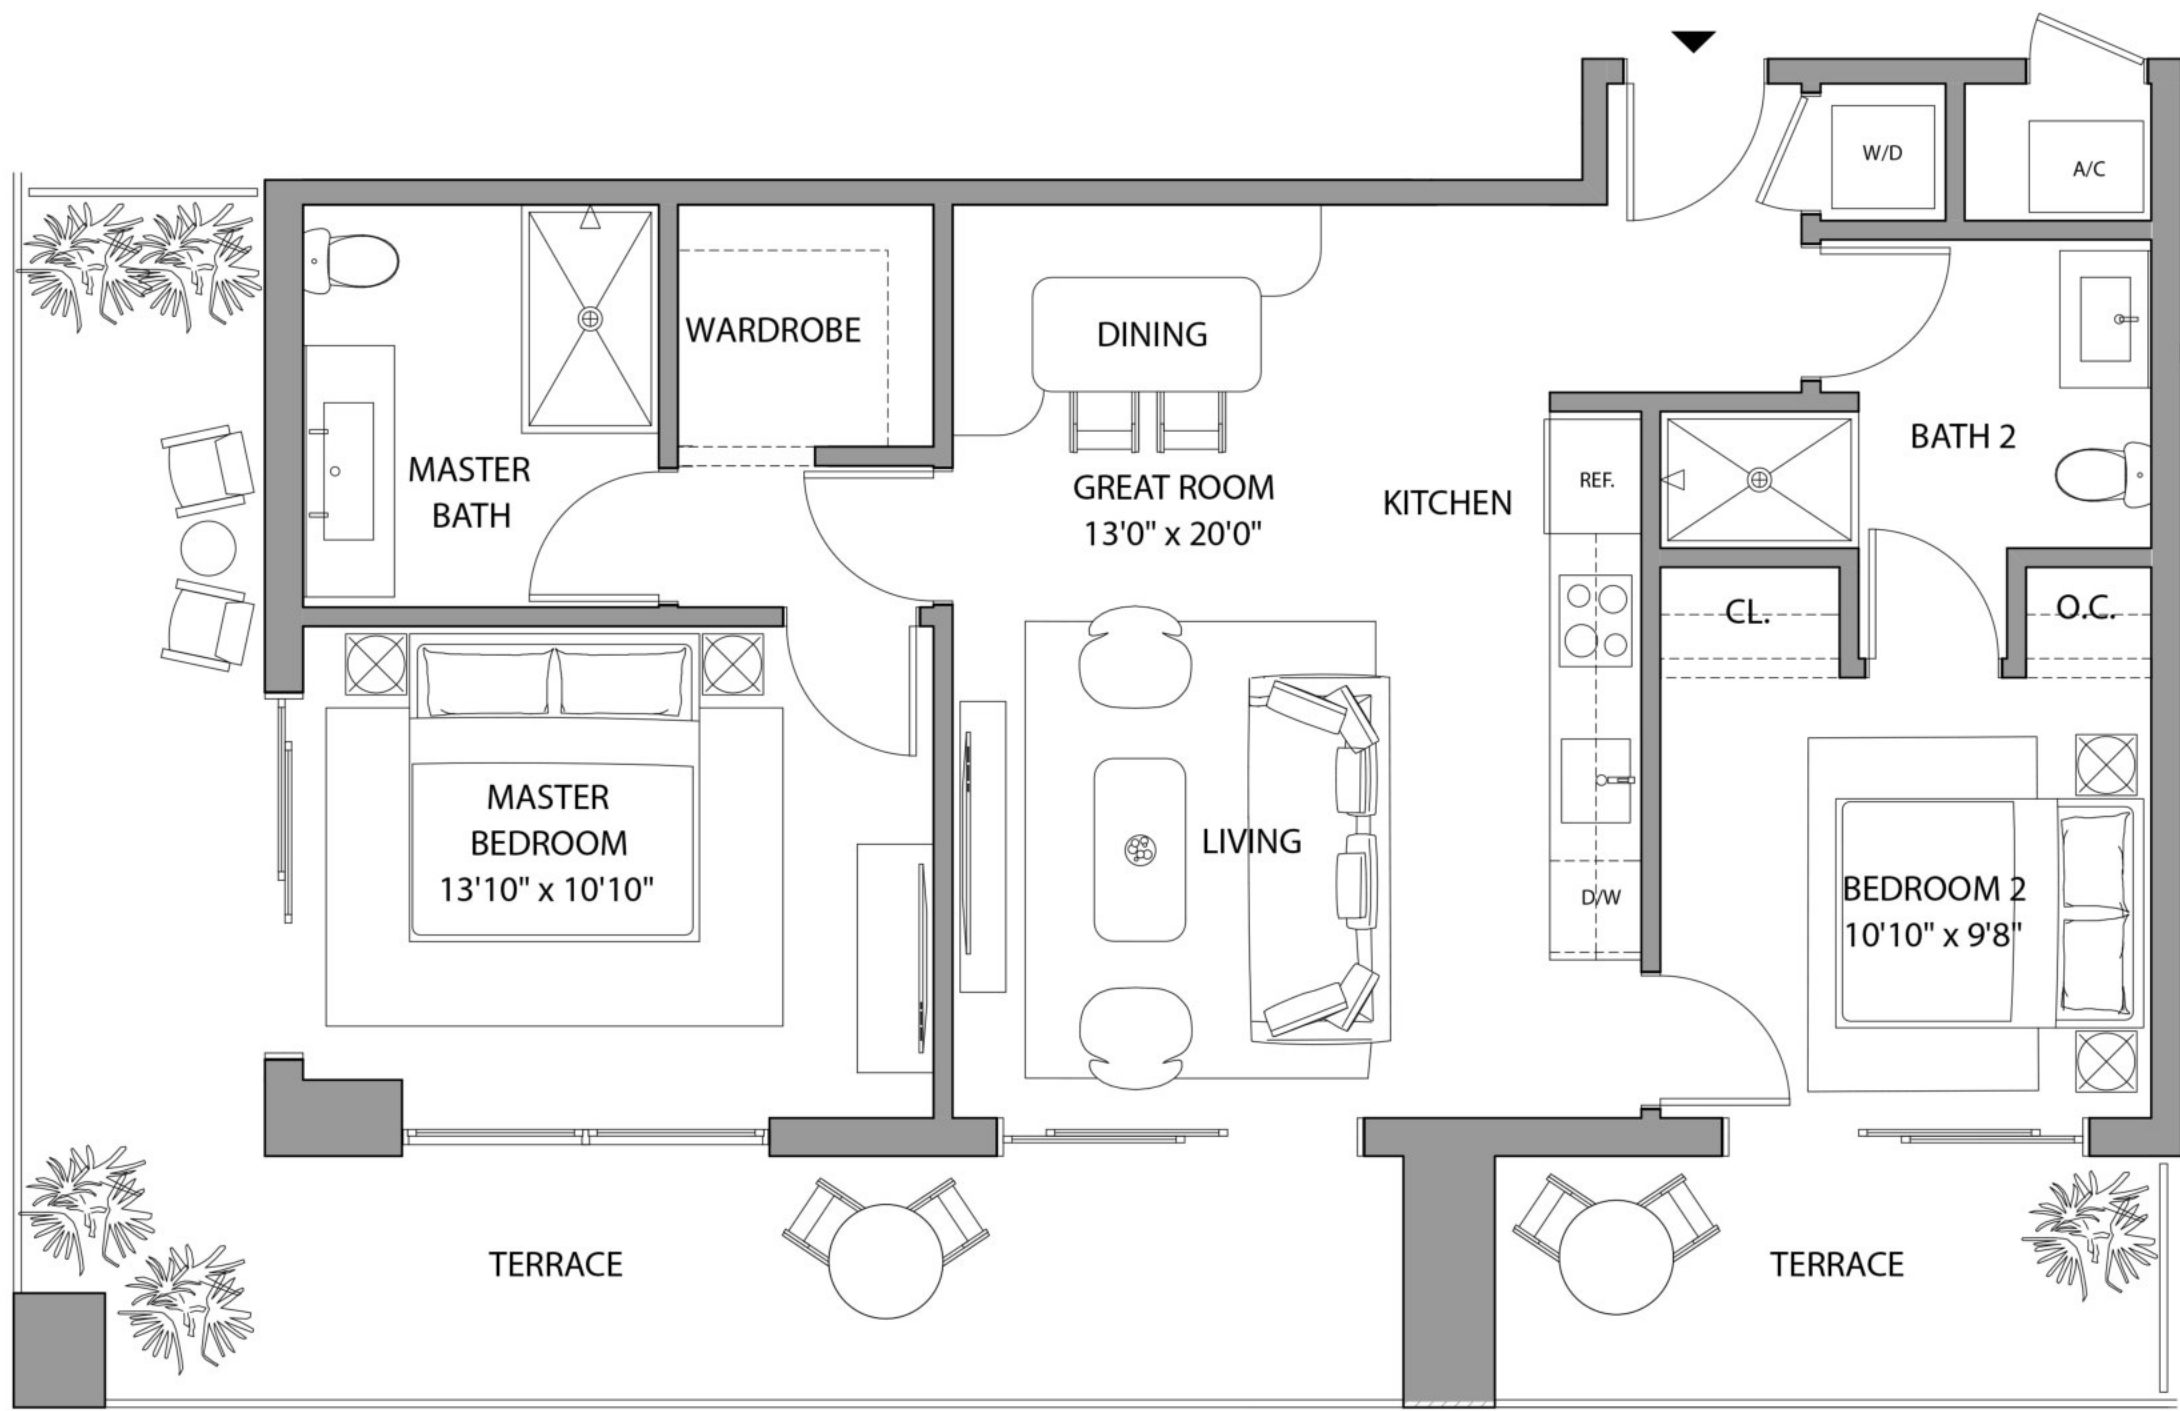 W/D
A/C
WARDROBE
DINING
MASTER
BATH
BATH 2
GREAT ROOM
13'0" x 20'0"
KITCHEN
REF.
CL.
O.C.
MASTER
BEDROOM
13'10" x 10'10"
LIVING
D/W
BEDROOM 2
10'10" x 9'8"
TERRACE
TERRACE